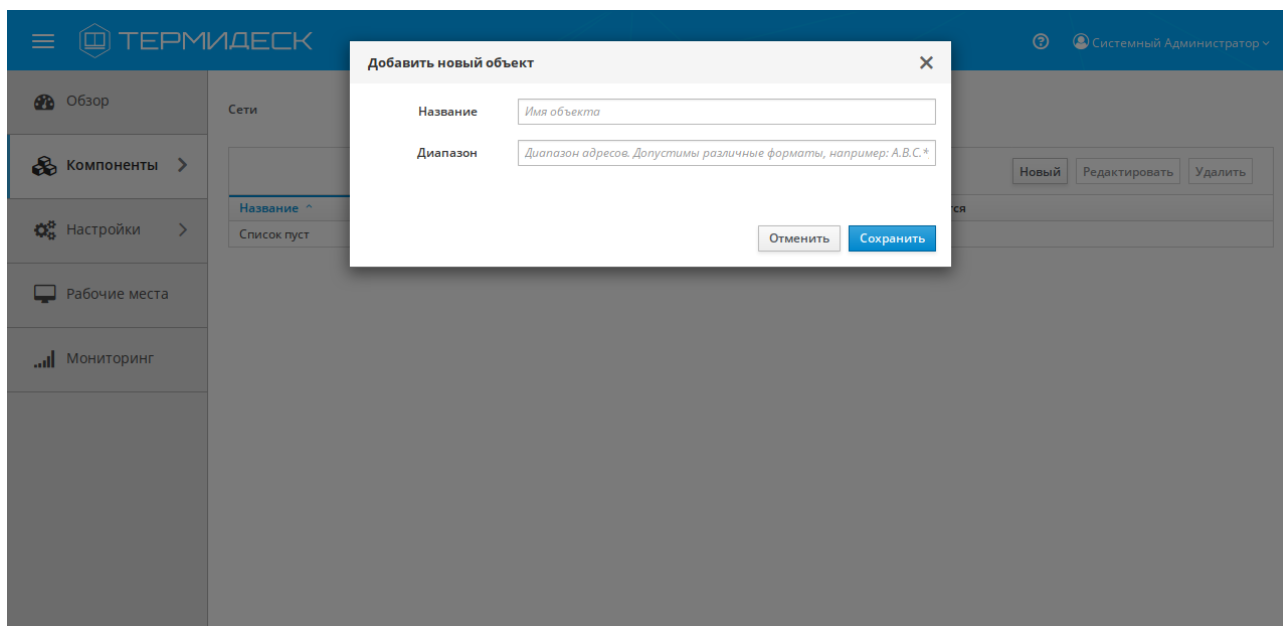 ТЕРМИДЕСК
Системный Администратор
Добавить новый объект
Обзор
Компоненты
Настройки
Рабочие места
Мониторинг
Сети
Название
Имя объекта
Диапазон
Диапазон адресов. Допустимы различные форматы, например: A.B.C.*
Отменить Сохранить
Новый Редактировать Удалить
Название
Список пуст